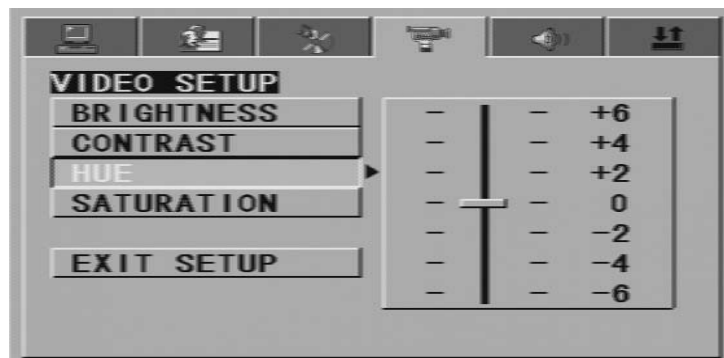 VIDEO SETUP
BRIGHTNESS
CONTRAST
HUE
SATURATION
EXIT SETUP
+6
+4
+2
0
-2
-4
-6